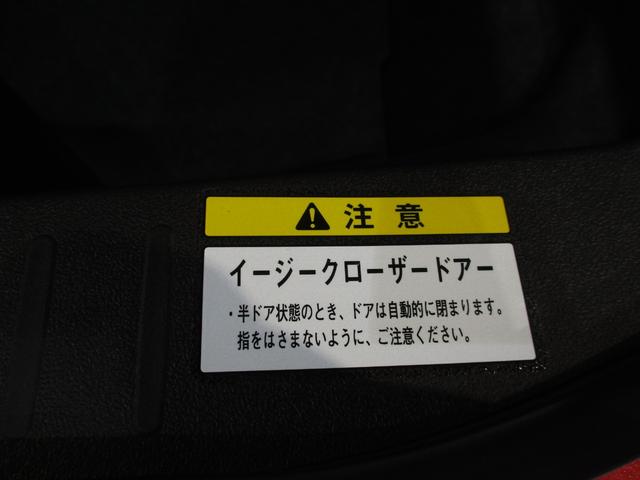 注意
イージークローザードアー
・半ドア状態のとき、ドアは自動的に閉まります。
指をはさまないように、ご注意ください。